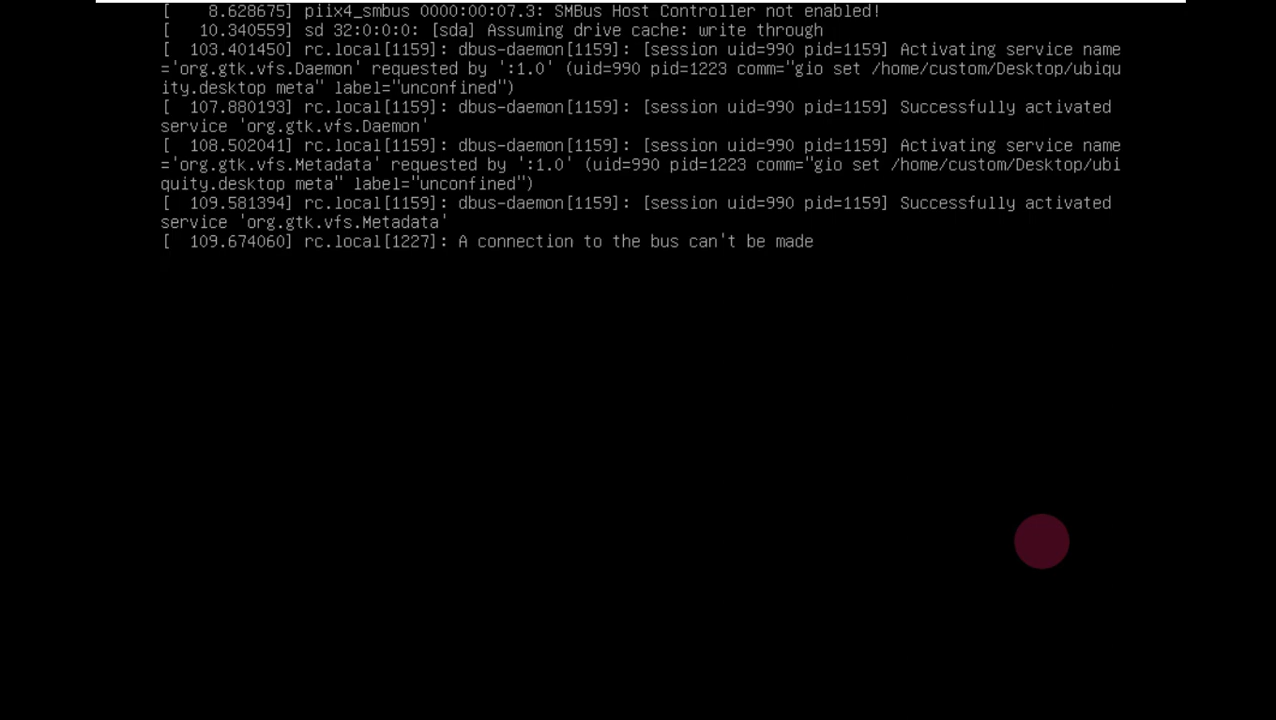 [    8.628675] piix4_smbus 0000:00:07.3: SMBus Host Controller not enabled!
[   10.340559] sd 32:0:0:0: [sda] Assuming drive cache: write through
[  103.401450] rc.local[1159]: dbus-daemon[1159]: [session uid=990 pid=1159] Activating service name
='org.gtk.vfs.Daemon' requested by ':1.0' (uid=990 pid=1223 comm="gio set /home/custom/Desktop/ubiqu
ity.desktop meta" label="unconfined")
[  107.880193] rc.local[1159]: dbus-daemon[1159]: [session uid=990 pid=1159] Successfully activated
service 'org.gtk.vfs.Daemon'
[  108.502041] rc.local[1159]: dbus-daemon[1159]: [session uid=990 pid=1159] Activating service name
='org.gtk.vfs.Metadata' requested by ':1.0' (uid=990 pid=1223 comm="gio set /home/custom/Desktop/ubi
quity.desktop meta" label="unconfined")
[  109.581394] rc.local[1159]: dbus-daemon[1159]: [session uid=990 pid=1159] Successfully activated
service 'org.gtk.vfs.Metadata'
[  109.674060] rc.local[1227]: A connection to the bus can't be made